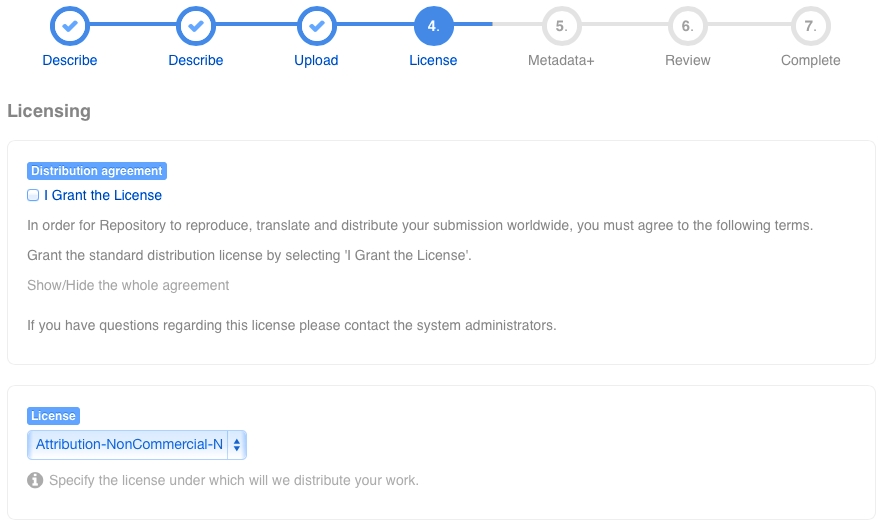 4. 5. 6. 7.
Describe Describe Upload License Metadata+ Review Complete
Licensing
Distribution agreement
I Grant the License
In order for Repository to reproduce, translate and distribute your submission worldwide, you must agree to the following terms.
Grant the standard distribution license by selecting 'I Grant the License'.
Show/Hide the whole agreement
If you have questions regarding this license please contact the system administrators.
License
Attribution-NonCommercial-N
Specify the license under which will we distribute your work.